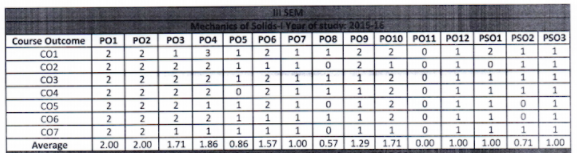 III SEM
Mechanics of Solids-I Year of study: 2015-16
Course Outcome PO1 PO2 PO3 PO4 PO5 PO6 PO7 PO8 PO9 PO10 PO11 PO12 PSO1 PSO2 PSO3
CO1 2 2 1 3 1 2 1 1 2 2 0 1 2 1 1
CO2 2 2 2 2 1 1 1 0 2 1 0 1 0 1 1
CO3 2 2 2 2 1 1 1 1 1 2 0 1 1 1 1
CO4 2 2 2 2 0 2 1 1 1 2 0 1 1 1 1
CO5 2 2 2 1 1 2 1 0 1 2 0 1 1 0 1
CO6 2 2 2 2 1 1 1 1 1 2 0 1 1 0 1
CO7 2 2 1 1 1 1 1 0 1 1 0 1 1 1 1
Average 2.00 2.00 1.71 1.86 0.86 1.57 1.00 0.57 1.29 1.71 0.00 1.00 1.00 0.71 1.00